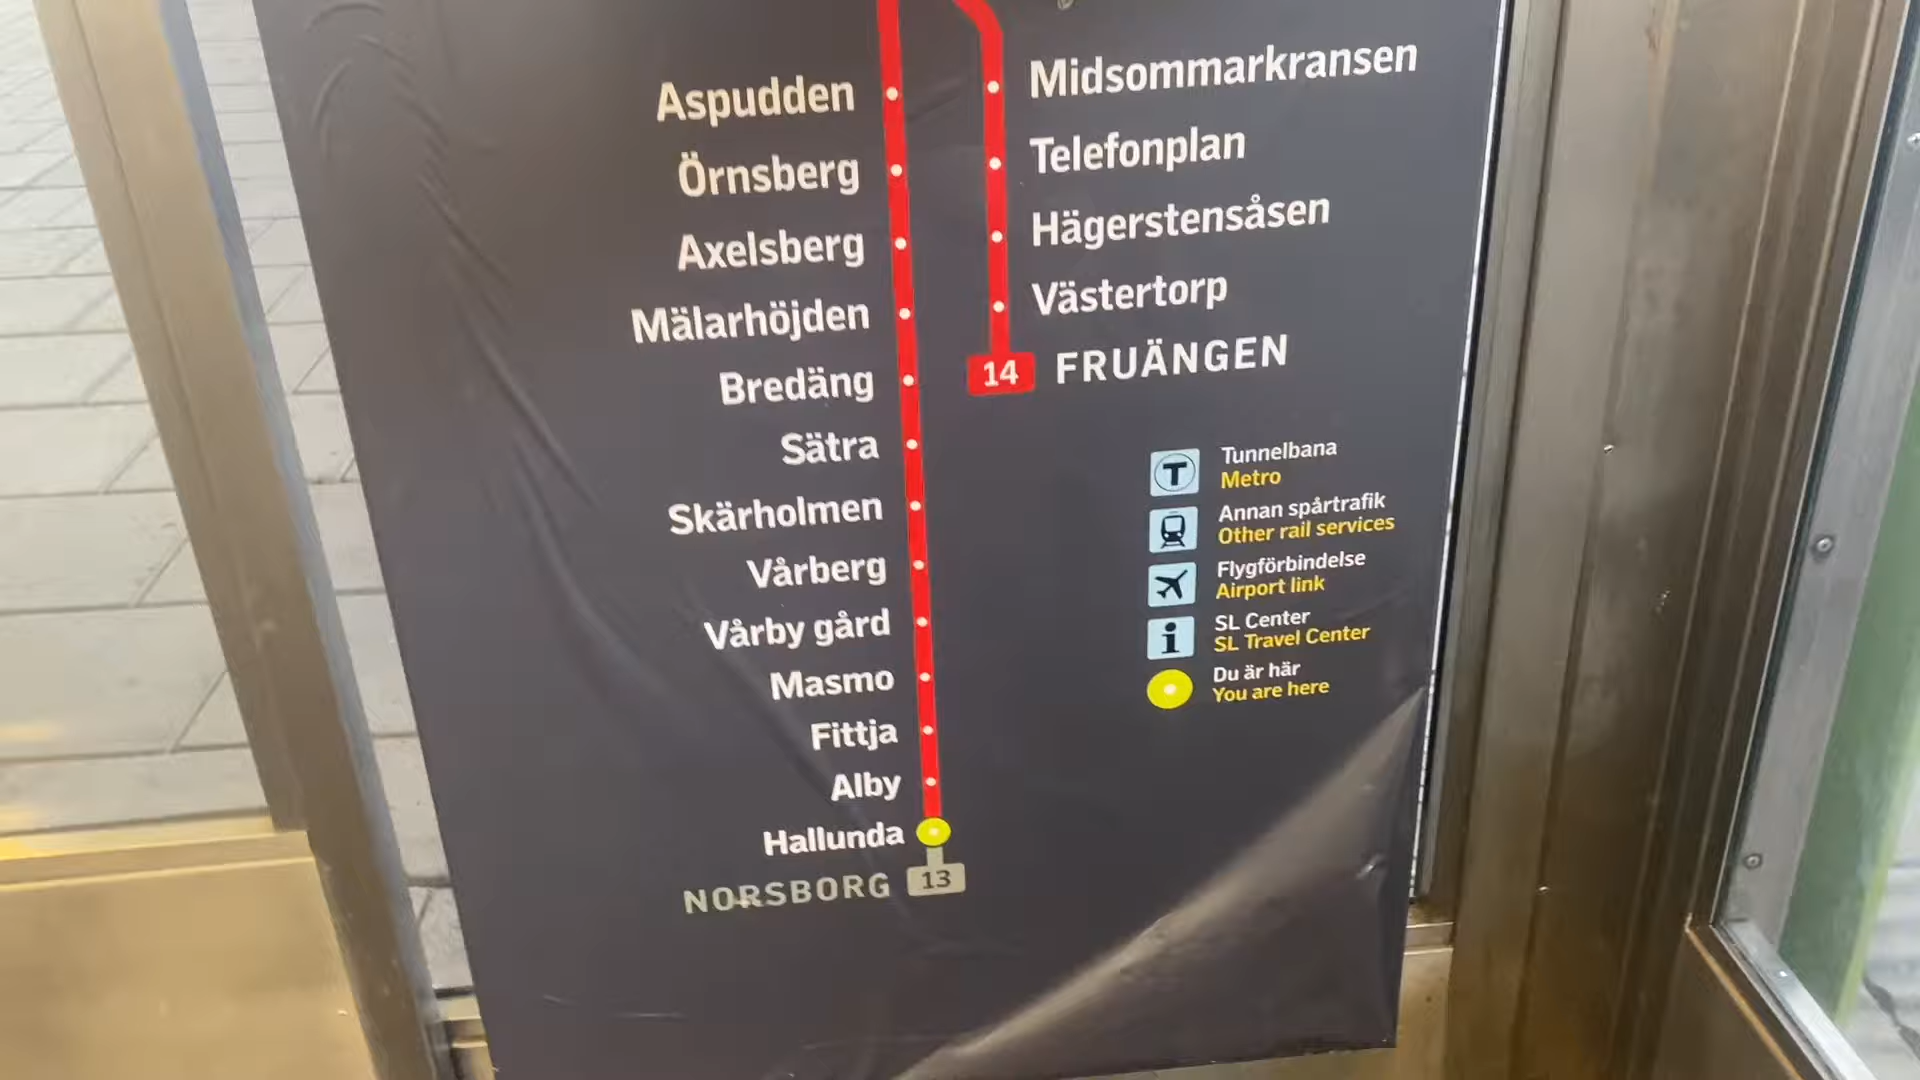 Aspudden
Örnsberg
Axelsberg
Mälarhöjden
Bredäng
Sätra
Skärholmen
Vårberg
Vårby gård
Masmo
Fittja
Alby
Hallunda
NORSBORG 13
Midsommarkransen
Telefonplan
Hägerstensåsen
Västertorp
14 FRUÄNGEN
T
Tunnelbana
Metro
Annan spårtrafik
Other rail services
Flygförbindelse
Airport link
i
SL Center
SL Travel Center
Du är här
You are here